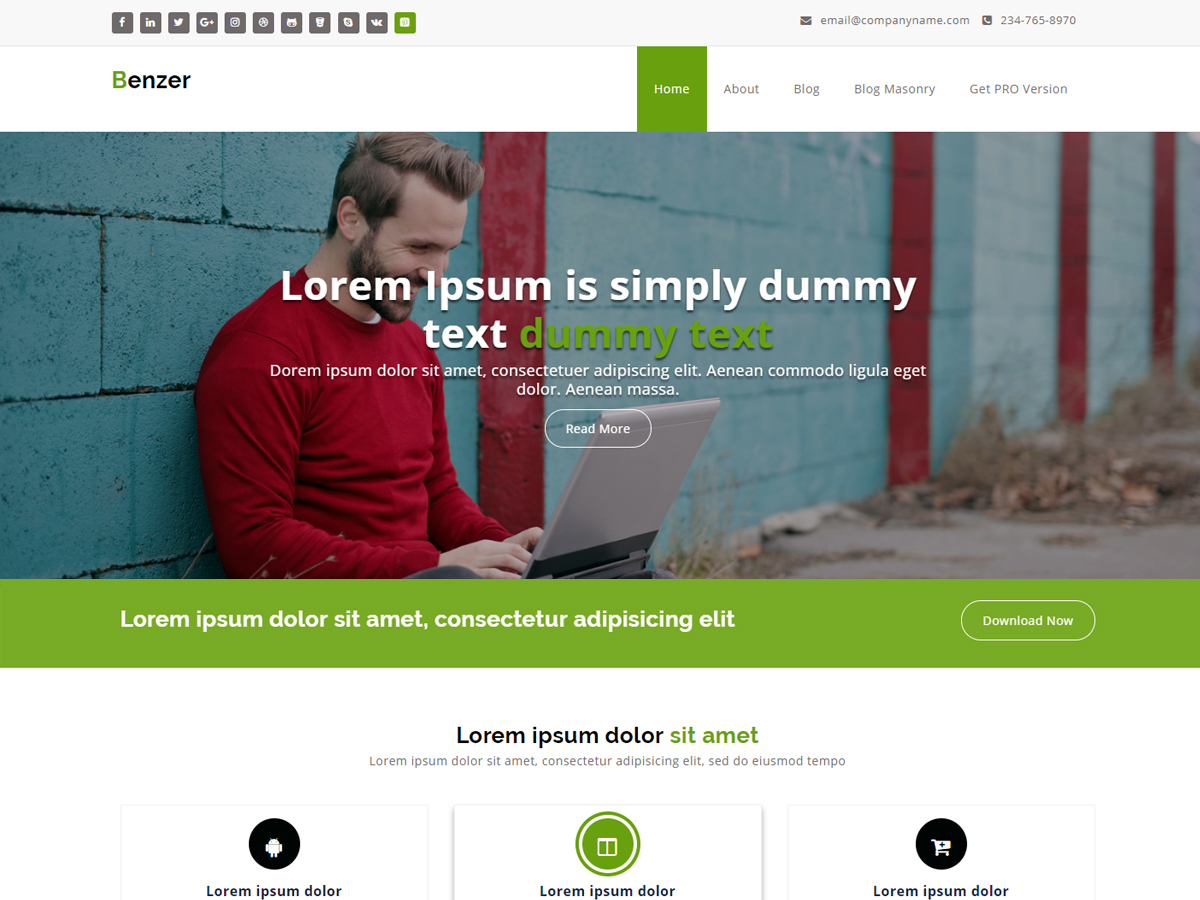 email@companyname.com 234-765-8970
Benzer
Home About Blog Blog Masonry Get PRO Version
Lorem Ipsum is simply dummy
text dummy text
Dorem ipsum dolor sit amet, consectetuer adipiscing elit. Aenean commodo ligula eget
dolor. Aenean massa.
Read More
Lorem ipsum dolor sit amet, consectetur adipisicing elit
Download Now
Lorem ipsum dolor sit amet
Lorem ipsum dolor sit amet, consectetur adipisicing elit, sed do eiusmod tempo
Lorem ipsum dolor Lorem ipsum dolor Lorem ipsum dolor